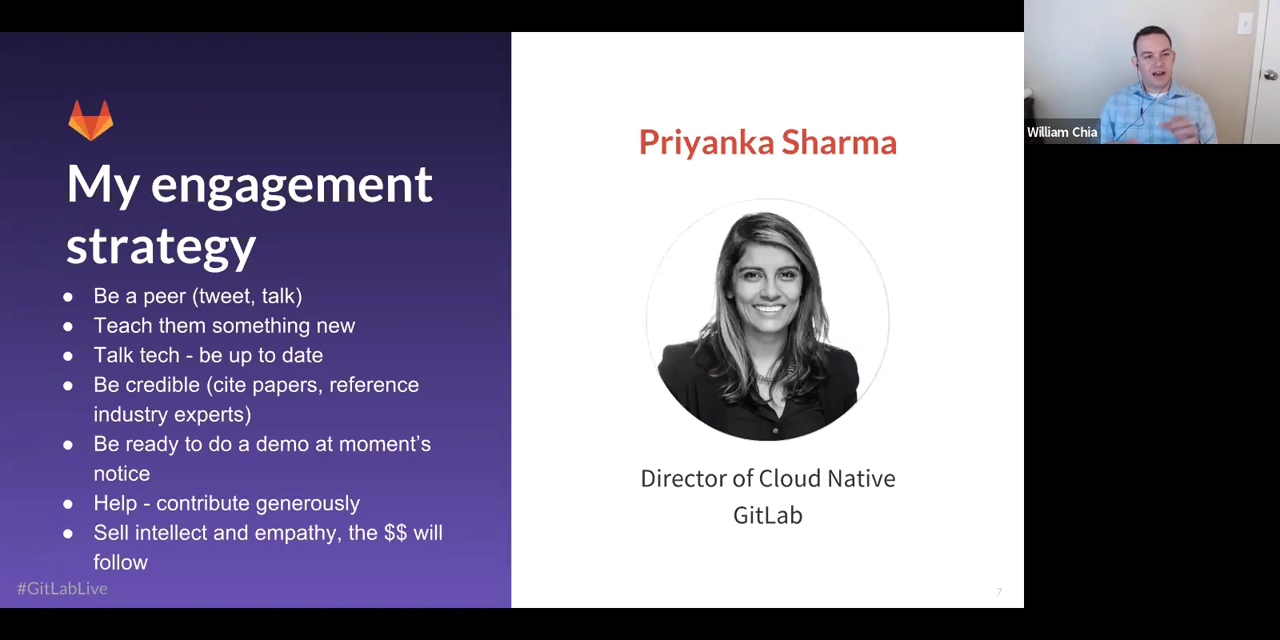 My engagement
strategy
● Be a peer (tweet, talk)
● Teach them something new
● Talk tech - be up to date
● Be credible (cite papers, reference
industry experts)
● Be ready to do a demo at moment’s
notice
● Help - contribute generously
● Sell intellect and empathy, the $$ will
follow
#GitLabLive
Priyanka Sharma
Director of Cloud Native
GitLab
7
William Chia